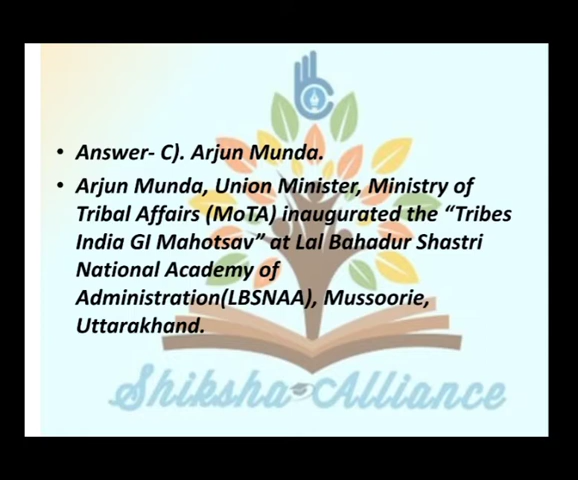 • Answer- C). Arjun Munda.
• Arjun Munda, Union Minister, Ministry of
Tribal Affairs (MoTA) inaugurated the “Tribes
India GI Mahotsav” at Lal Bahadur Shastri
National Academy of
Administration(LBSNAA), Mussoorie,
Uttarakhand.
Shiksha Alliance